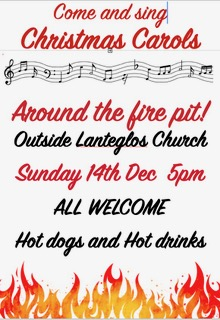 Come and sing
Christmas Carols
Around the fire pit!
Outside Lanteglos Church
Sunday 14th Dec 5pm
ALL WELCOME
Hot dogs and Hot drinks